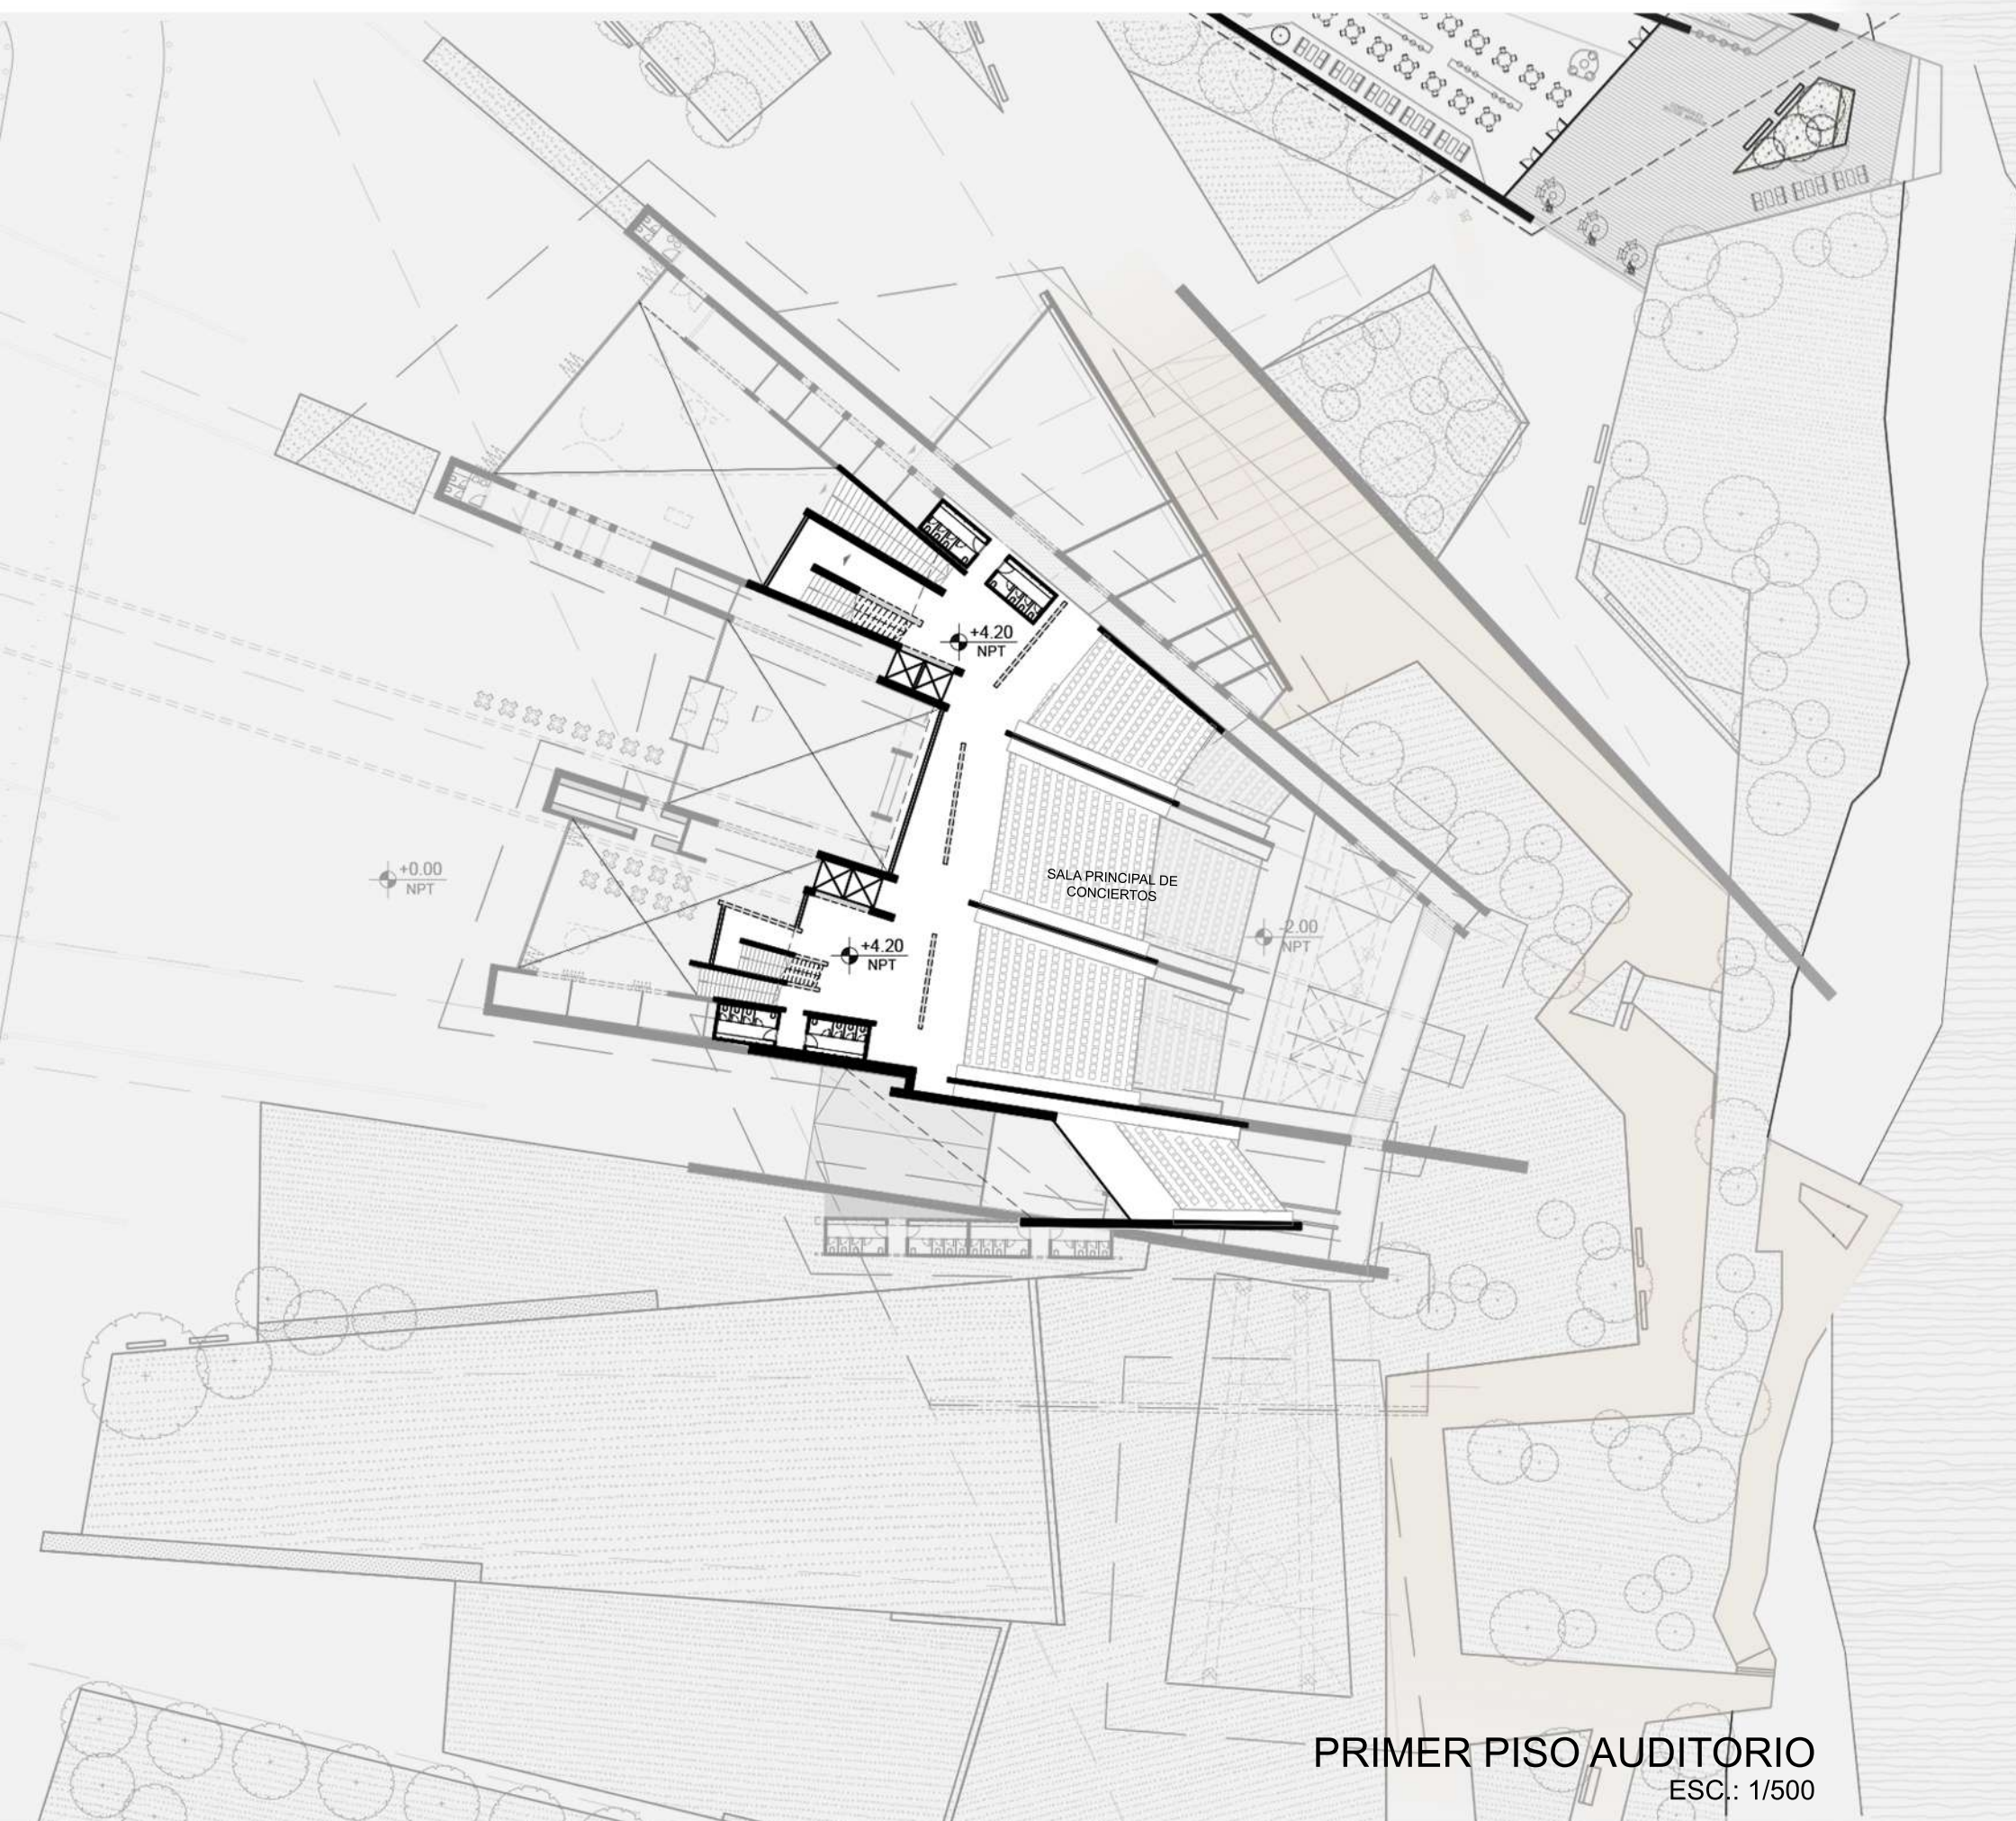 +4.20
NPT
+0.00
NPT
SALA PRINCIPAL DE
CONCIERTOS
-2.00
NPT
+4.20
NPT
PRIMER PISO AUDITORIO
ESC.: 1/500